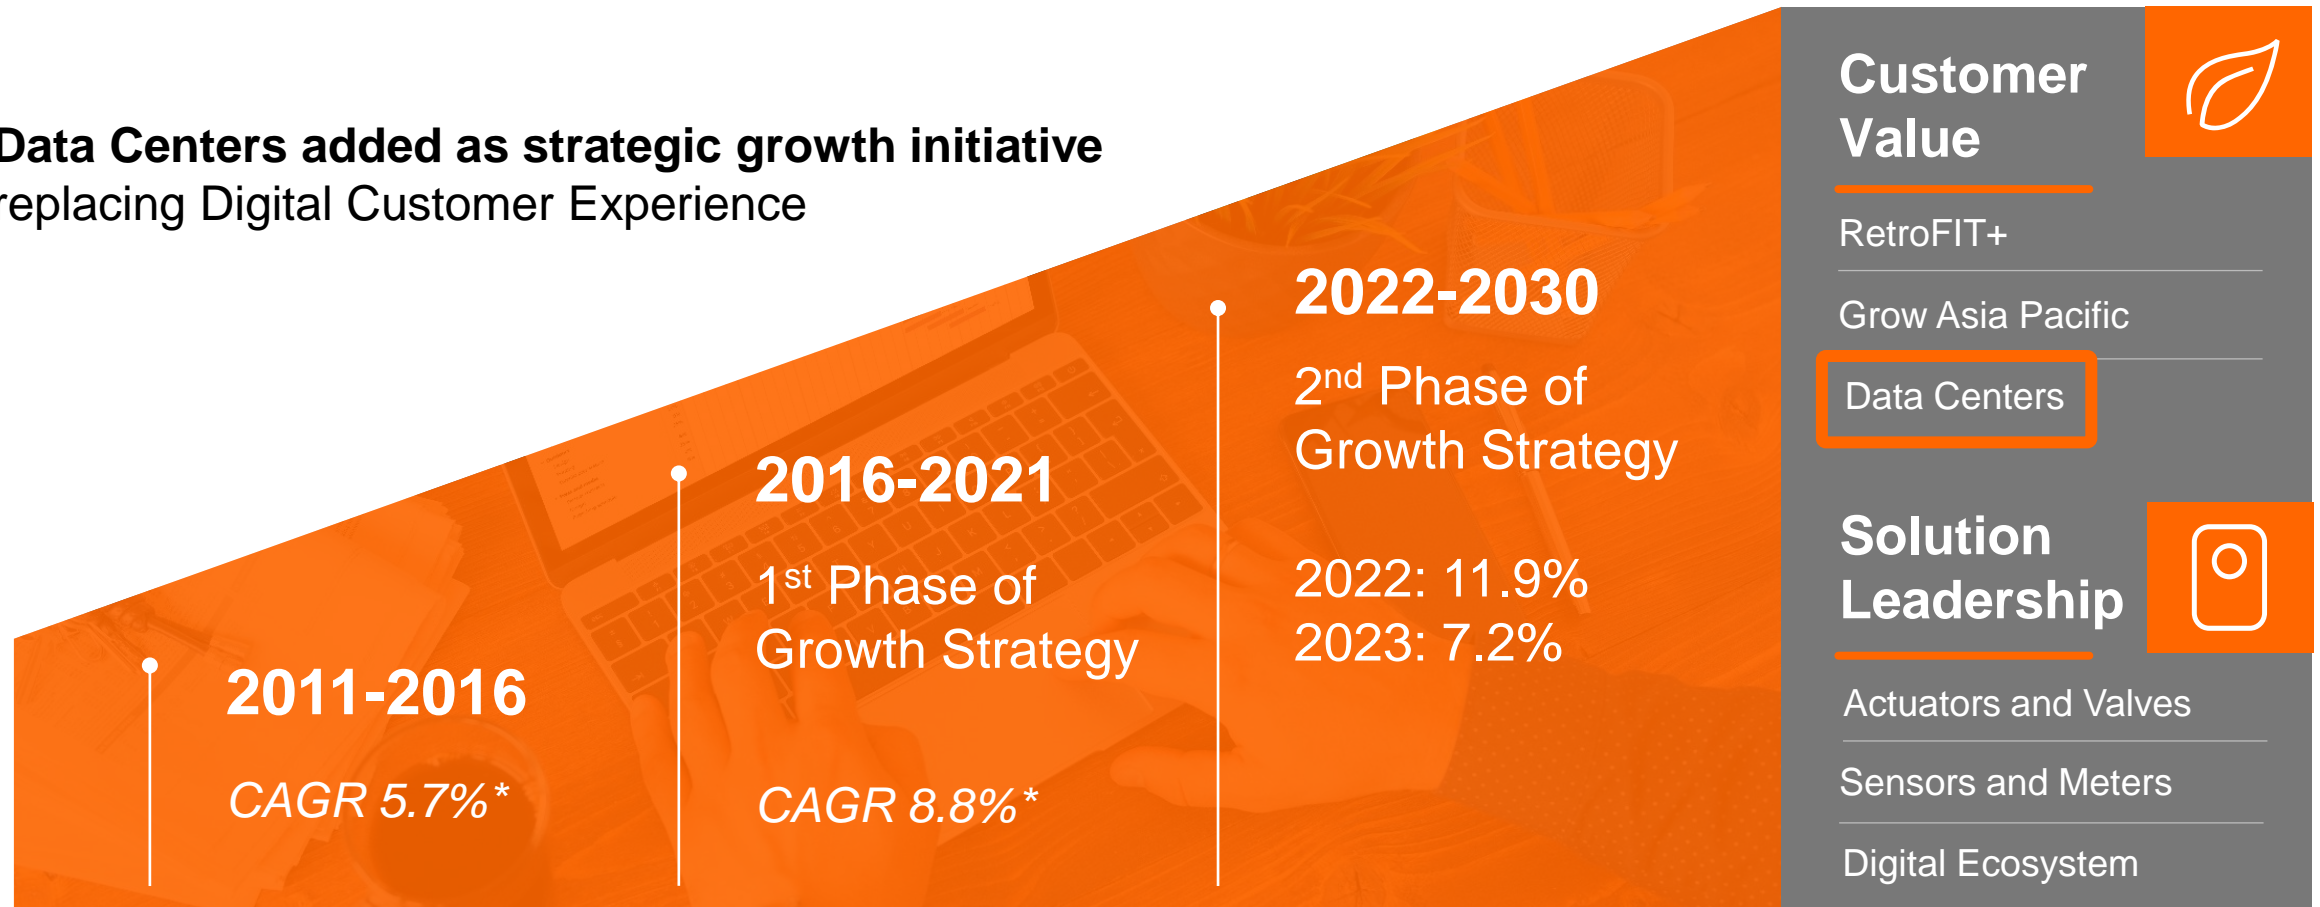 Data Centers added as strategic growth initiative
replacing Digital Customer Experience
2011-2016
CAGR 5.7%*
2016-2021
1st Phase of
Growth Strategy
CAGR 8.8%*
2022-2030
2nd Phase of
Growth Strategy
2022: 11.9%
2023: 7.2%
Customer
Value
RetroFIT+
Grow Asia Pacific
Data Centers
Solution
Leadership
Actuators and Valves
Sensors and Meters
Digital Ecosystem